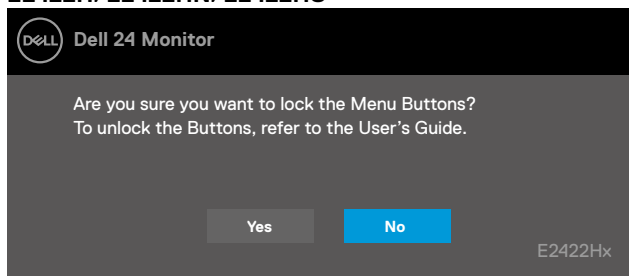 DELL Dell 24 Monitor
Are you sure you want to lock the Menu Buttons?
To unlock the Buttons, refer to the User's Guide.
Yes No
E2422Hx